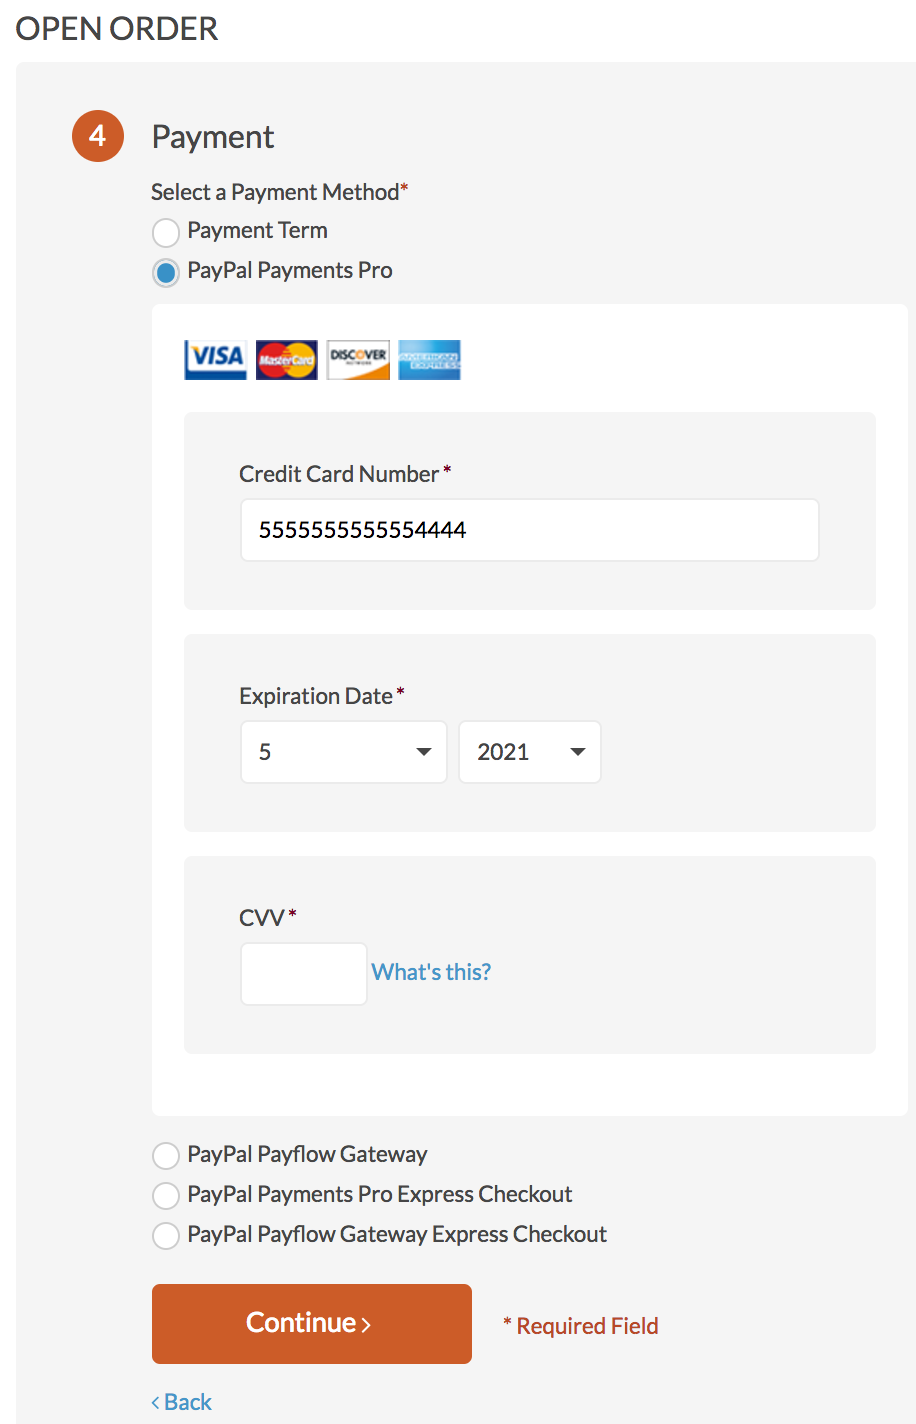 OPEN ORDER
4 Payment
Select a Payment Method*
Payment Term
PayPal Payments Pro
VISA MasterCard DISCOVER NETWORK AMERICAN EXPRESS
Credit Card Number*
5555555555554444
Expiration Date*
5 2021
CVV*
What's this?
PayPal Payflow Gateway
PayPal Payments Pro Express Checkout
PayPal Payflow Gateway Express Checkout
Continue >
* Required Field
< Back